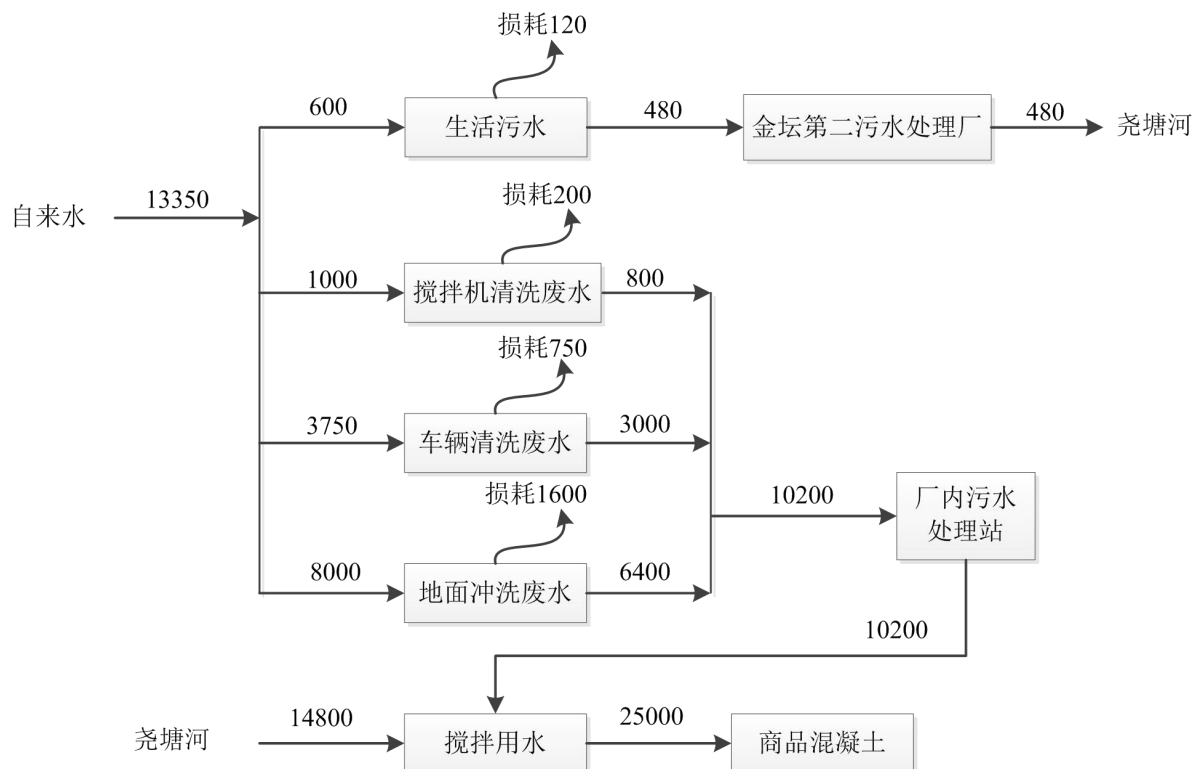 损耗120
600
生活污水
480
金坛第二污水处理厂
480
尧塘河
自来水
13350
损耗200
1000
搅拌机清洗废水
800
损耗750
3750
车辆清洗废水
3000
损耗1600
10200
厂内污水
处理站
8000
地面冲洗废水
6400
10200
尧塘河
14800
搅拌用水
25000
商品混凝土